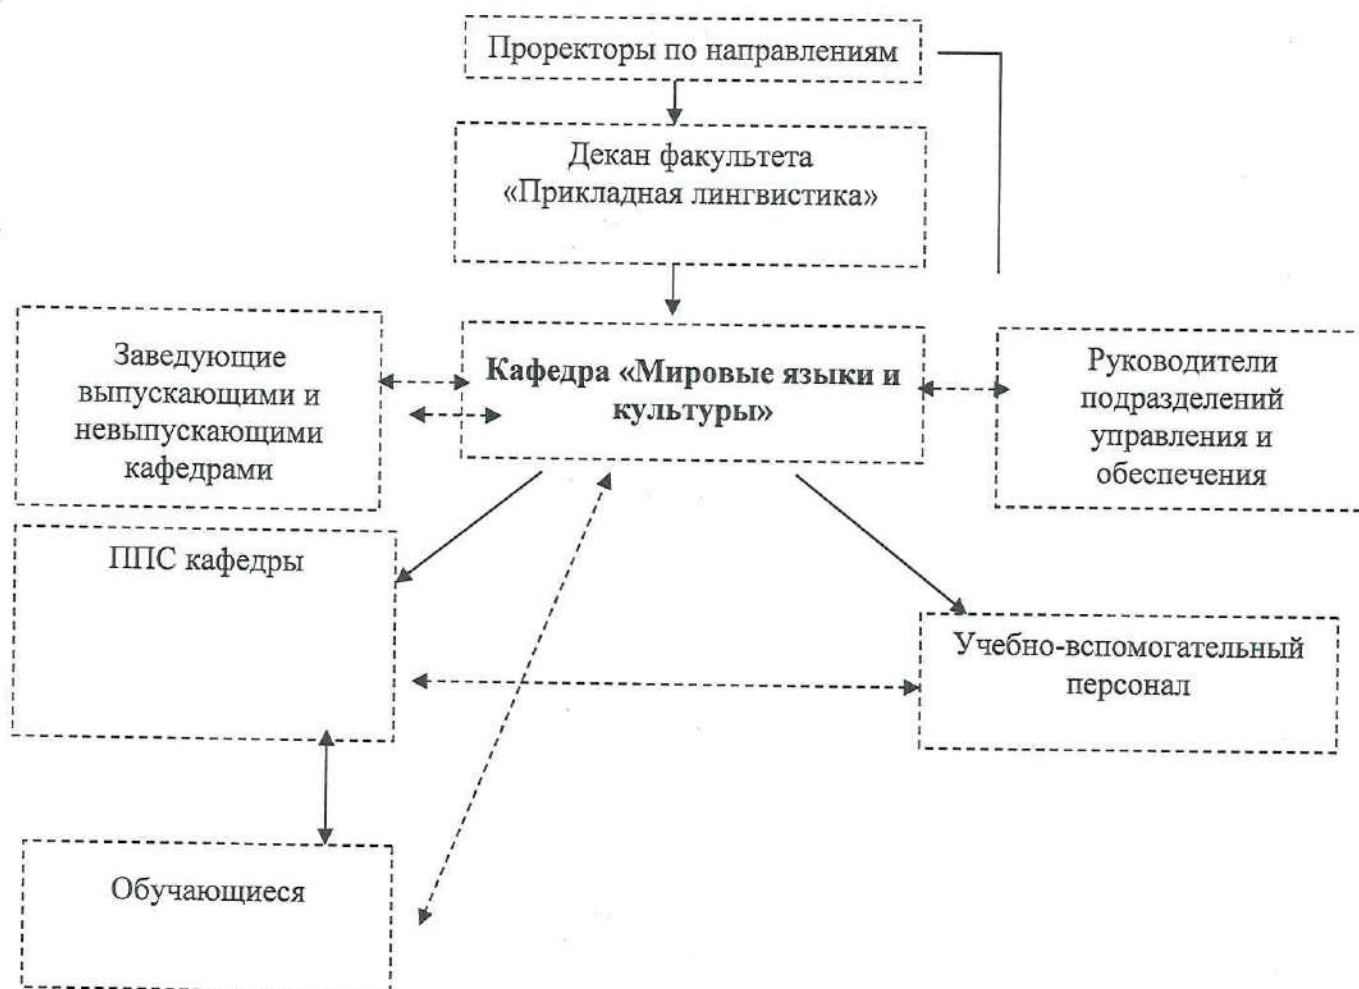 Проректоры по направлениям
Декан факультета
«Прикладная лингвистика»
Заведующие
выпускающими и
невыпускающими
кафедрами
Кафедра «Мировые языки и
культуры»
Руководители
подразделений
управления и
обеспечения
ППС кафедры
Учебно-вспомогательный
персонал
Обучающиеся